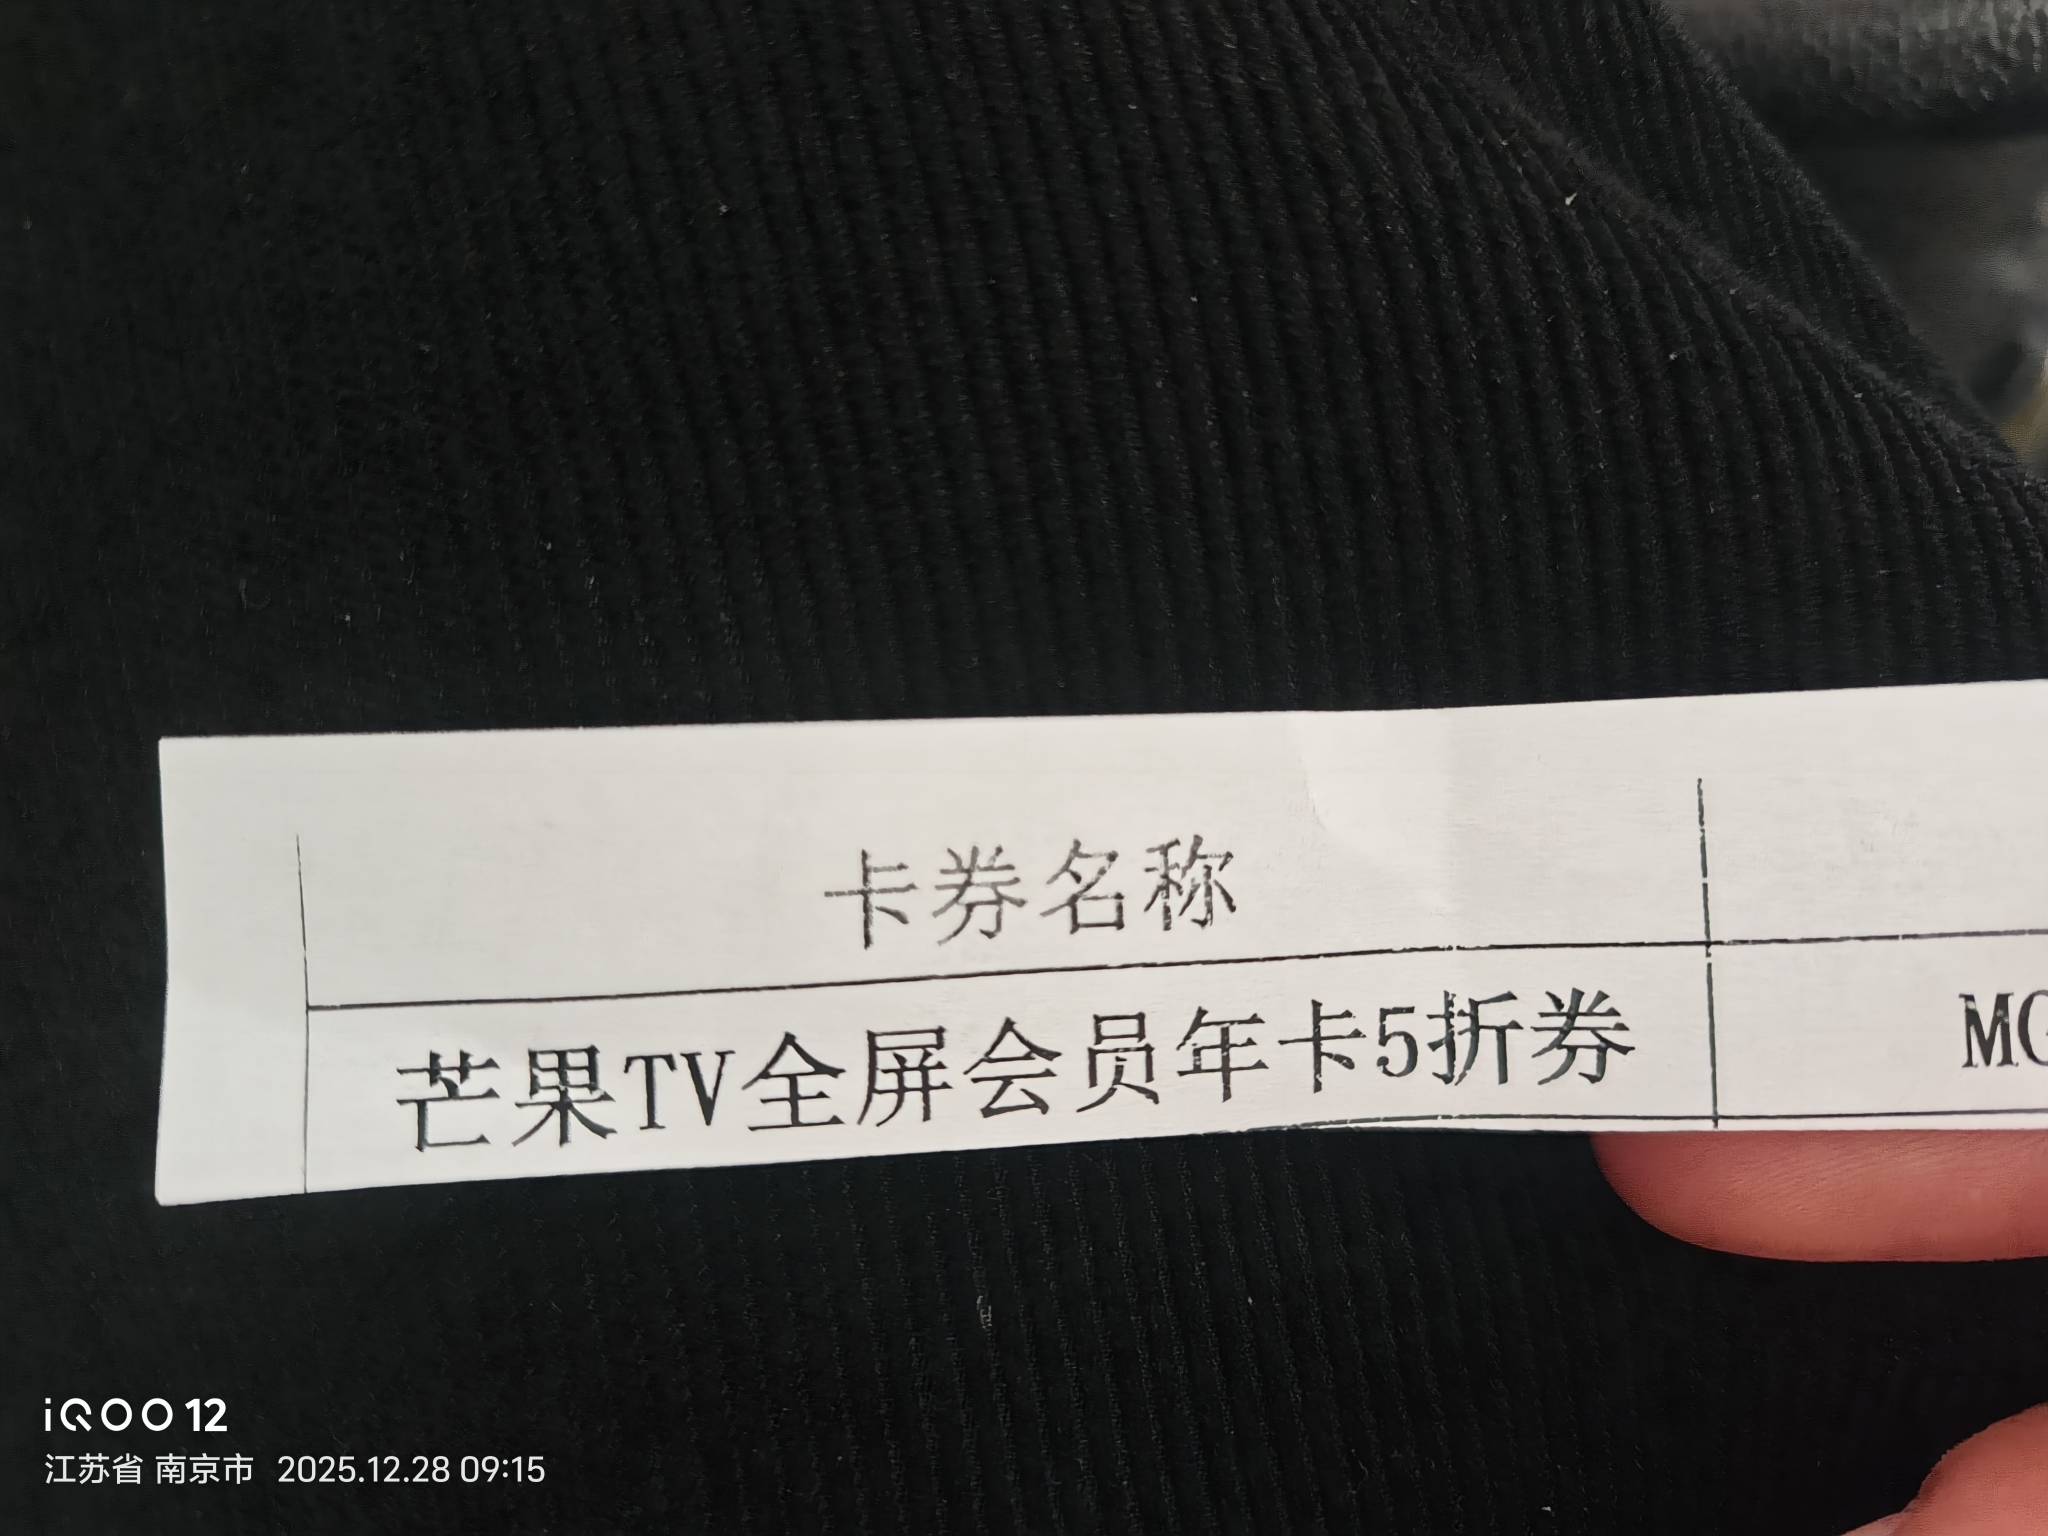 卡券名称
芒果TV全屏会员年卡5折券
MG
iQOO 12
江苏省 南京市 2025.12.28 09:15